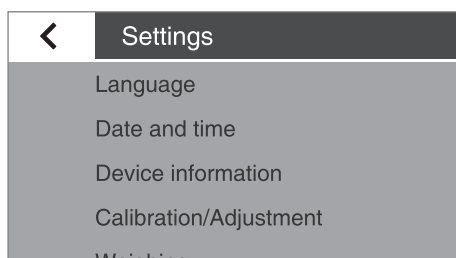 Settings
Language
Date and time
Device information
Calibration/Adjustment